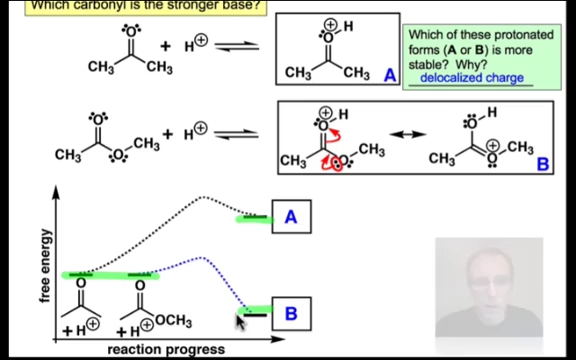 Which carbonyl is the stronger base?
CH3 CH3 + H⊕
⊕ H
CH3 CH3 A
Which of these protonated
forms (A or B) is more
stable? Why?
delocalized charge
O
CH3 O CH3 + H⊕
⊕ H
O
CH3 O CH3
O H
CH3 ⊕ O CH3 B
free energy
A
B
O
+ H⊕
O
OCH3
+ H⊕
reaction progress